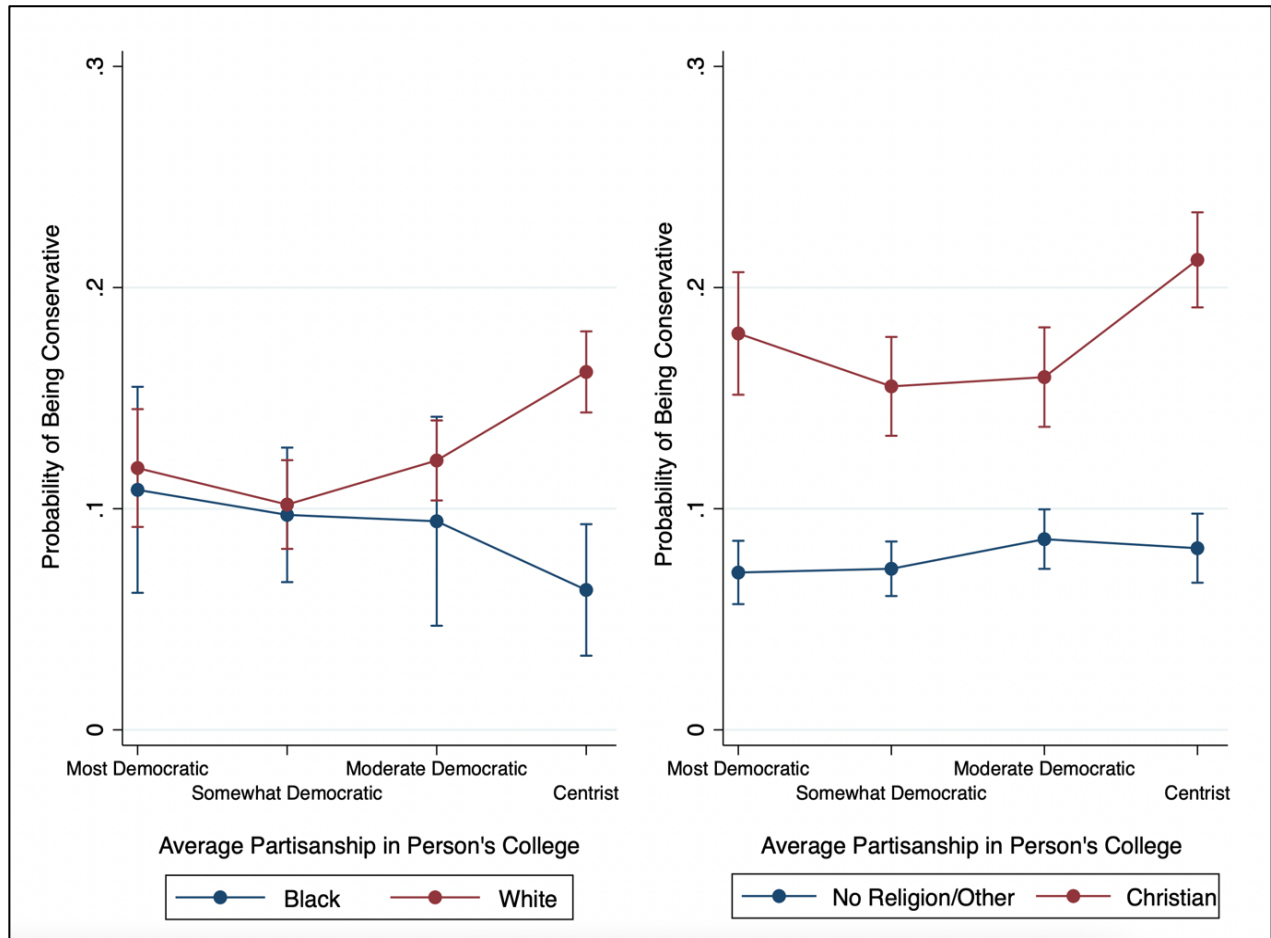 Probability of Being Conservative
.3
.2
.1
0
Most Democratic
Somewhat Democratic
Moderate Democratic
Centrist
Average Partisanship in Person's College
Black
White
Probability of Being Conservative
.3
.2
.1
0
Most Democratic
Somewhat Democratic
Moderate Democratic
Centrist
Average Partisanship in Person's College
No Religion/Other
Christian